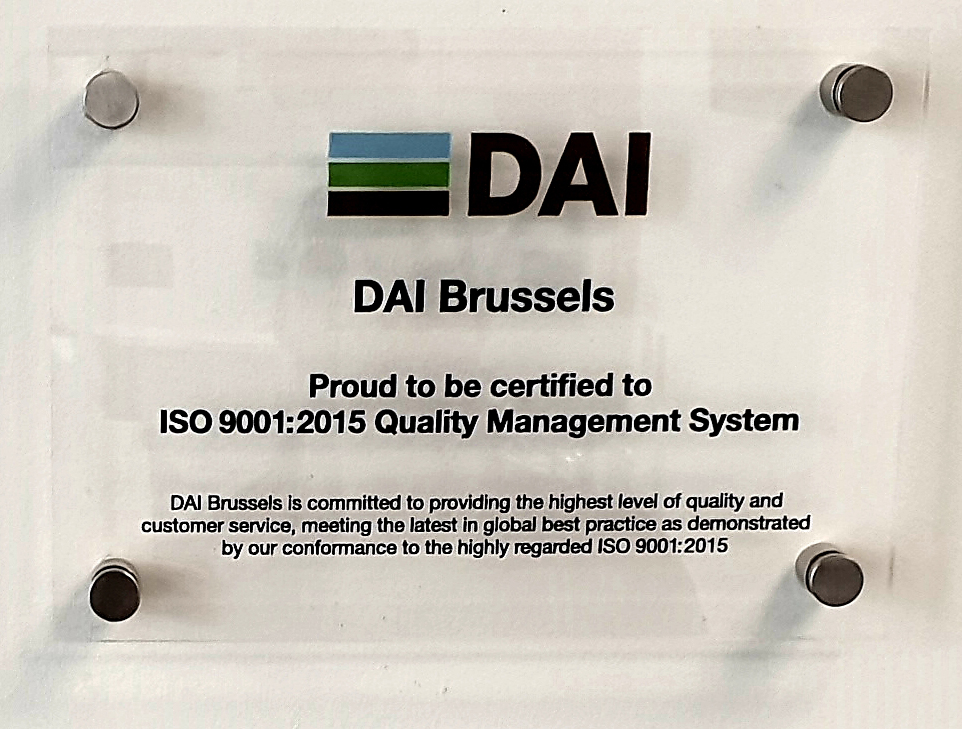 DAI
DAI Brussels
Proud to be certified to
ISO 9001:2015 Quality Management System
DAI Brussels is committed to providing the highest level of quality and
customer service, meeting the latest in global best practice as demonstrated
by our conformance to the highly regarded ISO 9001:2015